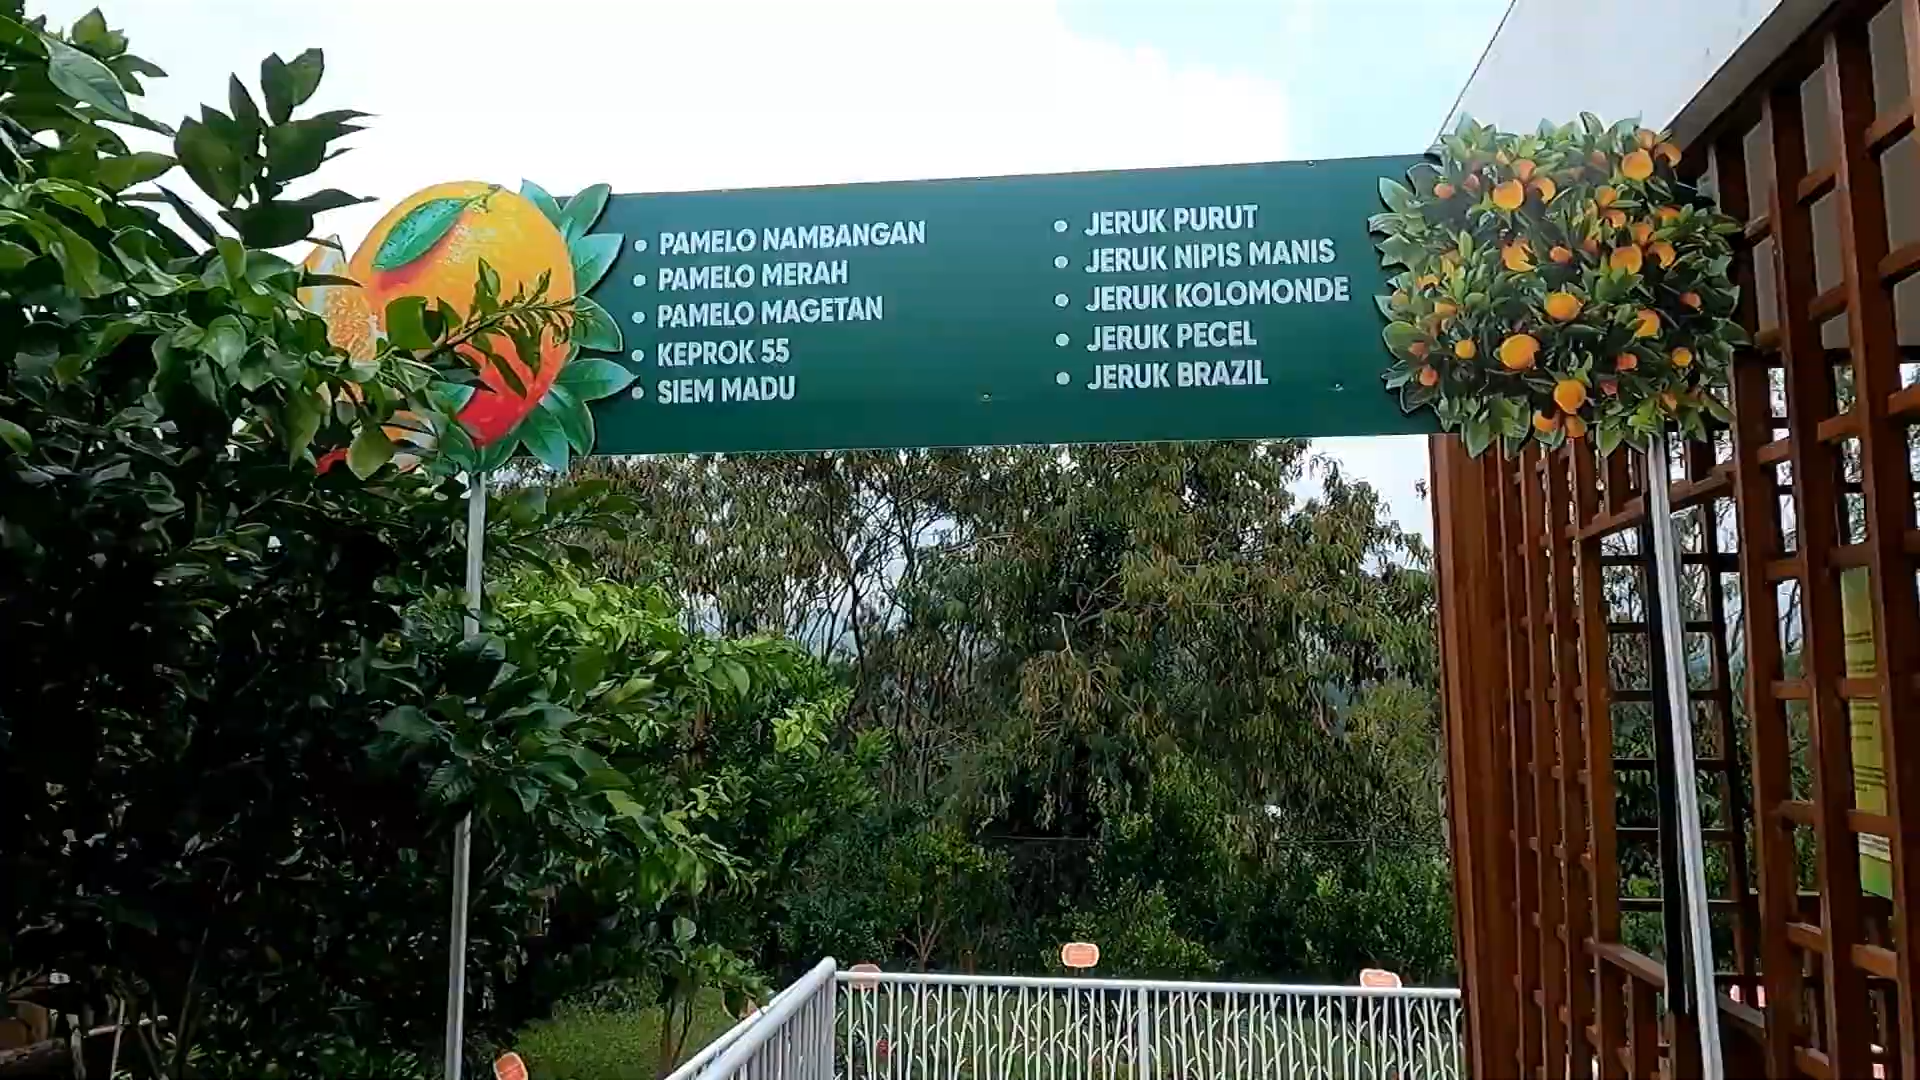 PAMELO NAMBANGAN
PAMELO MERAH
PAMELO MAGETAN
KEPROK 55
SIEM MADU
JERUK PURUT
JERUK NIPIS MANIS
JERUK KOLOMONDE
JERUK PECEL
JERUK BRAZIL